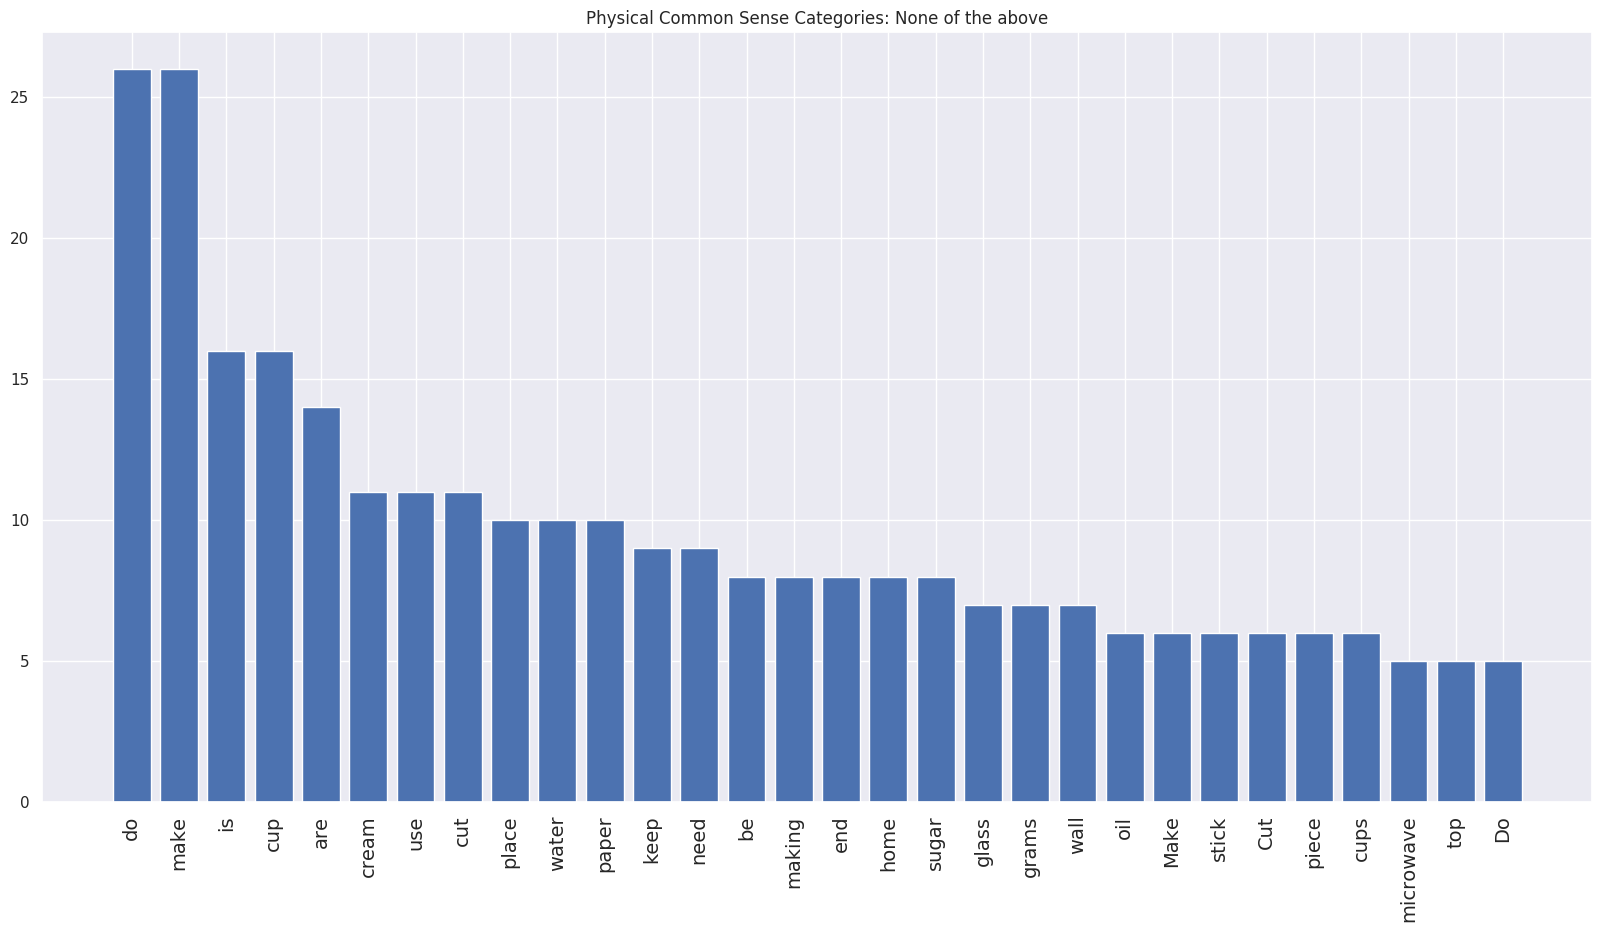 Physical Common Sense Categories: None of the above
25
20
15
10
5
0
do
make
is
cup
are
cream
use
cut
place
water
paper
keep
need
be
making
end
home
sugar
glass
grams
wall
oil
Make
stick
Cut
piece
cups
microwave
top
Do